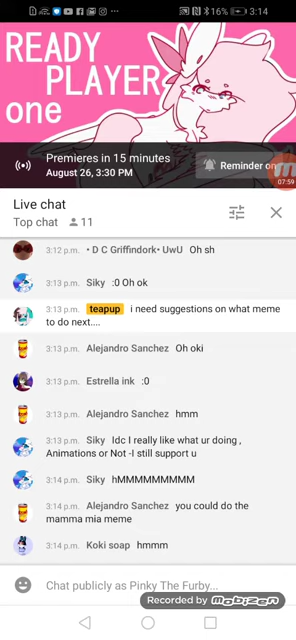 16% 3:14
READY
PLAYER
one
Premieres in 15 minutes
August 26, 3:30 PM
Reminder on
07:59
Live chat
Top chat 11
3:12 p.m. • D C Griffindork• UwU Oh sh
3:13 p.m. Siky :0 Oh ok
3:13 p.m. teapup i need suggestions on what meme
to do next....
3:13 p.m. Alejandro Sanchez Oh oki
3:13 p.m. Estrella ink :0
3:13 p.m. Alejandro Sanchez hmm
3:13 p.m. Siky Idc I really like what ur doing ,
Animations or Not -I still support u
3:14 p.m. Siky hMMMMMMMMM
3:14 p.m. Alejandro Sanchez you could do the
mamma mia meme
3:14 p.m. Koki soap hmmm
Chat publicly as Pinky The Furby...
Recorded by Mobizen